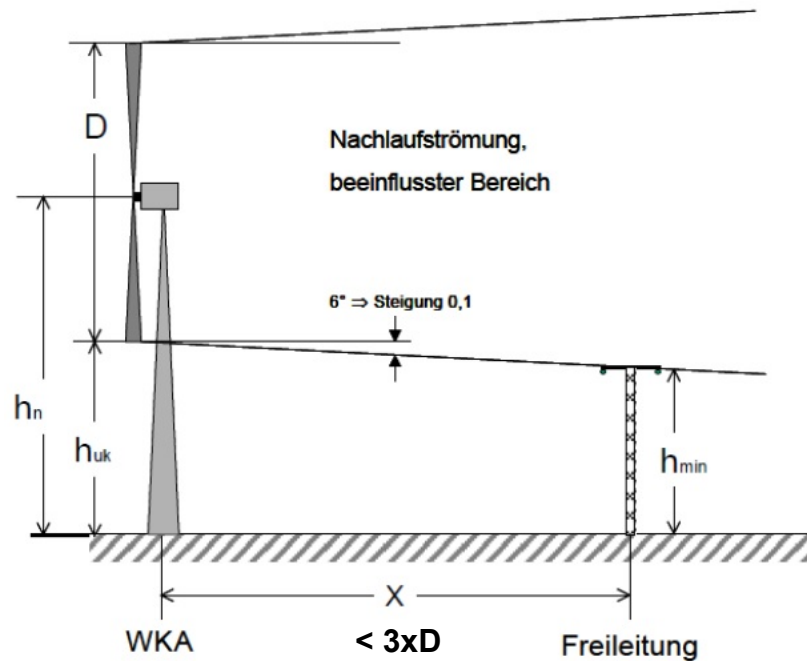 D
Nachlaufströmung,
beeinflusster Bereich
6° ⇒ Steigung 0,1
hn
huk
hmin
X
WKA
< 3xD
Freileitung